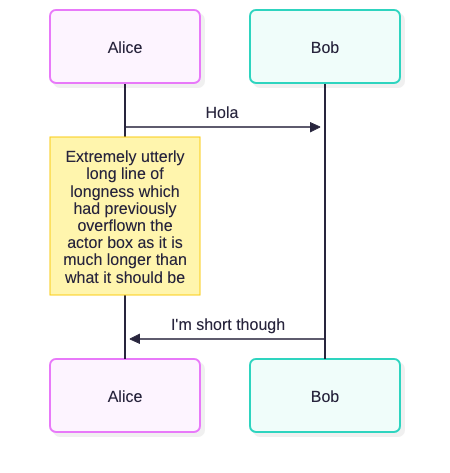 Alice
Bob
Hola
Extremely utterly
long line of
longness which
had previously
overflown the
actor box as it is
much longer than
what it should be
I'm short though
Alice
Bob